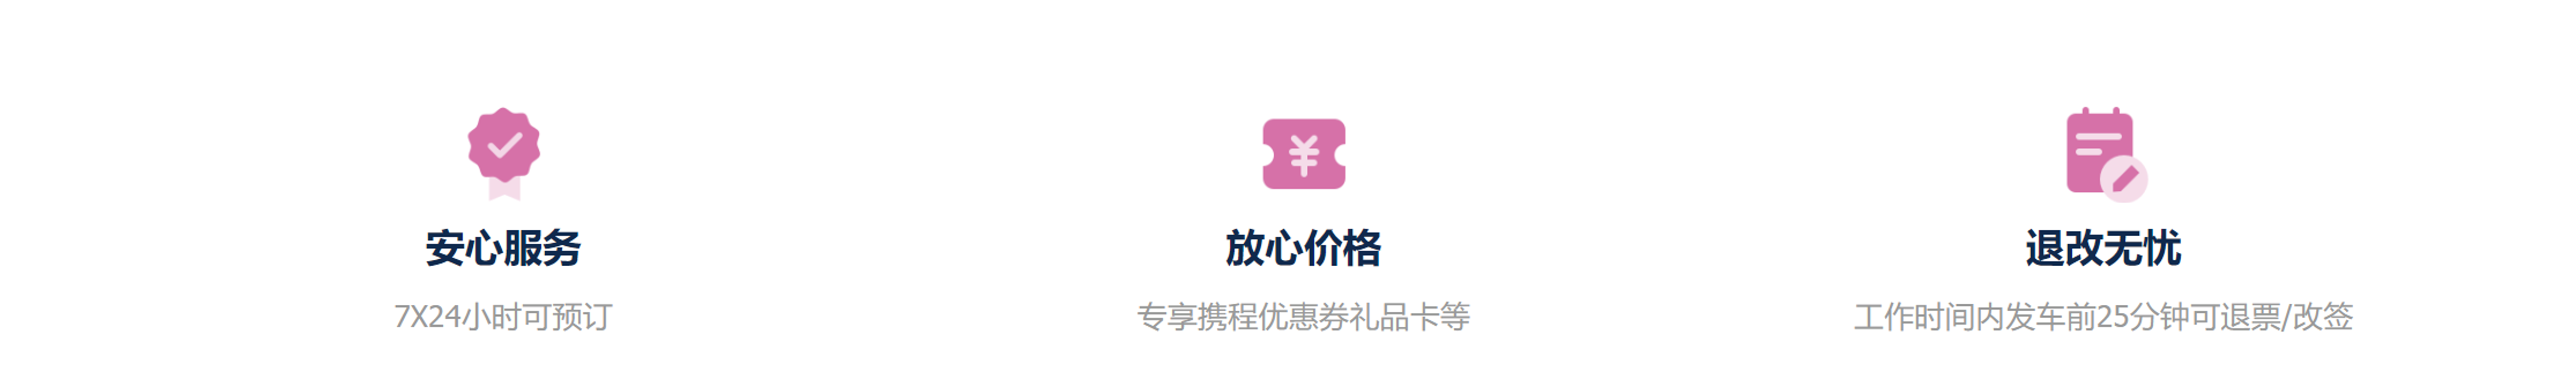 安心服务
7X24小时可预订
放心价格
专享携程优惠券礼品卡等
退改无忧
工作时间内发车前25分钟可退票/改签